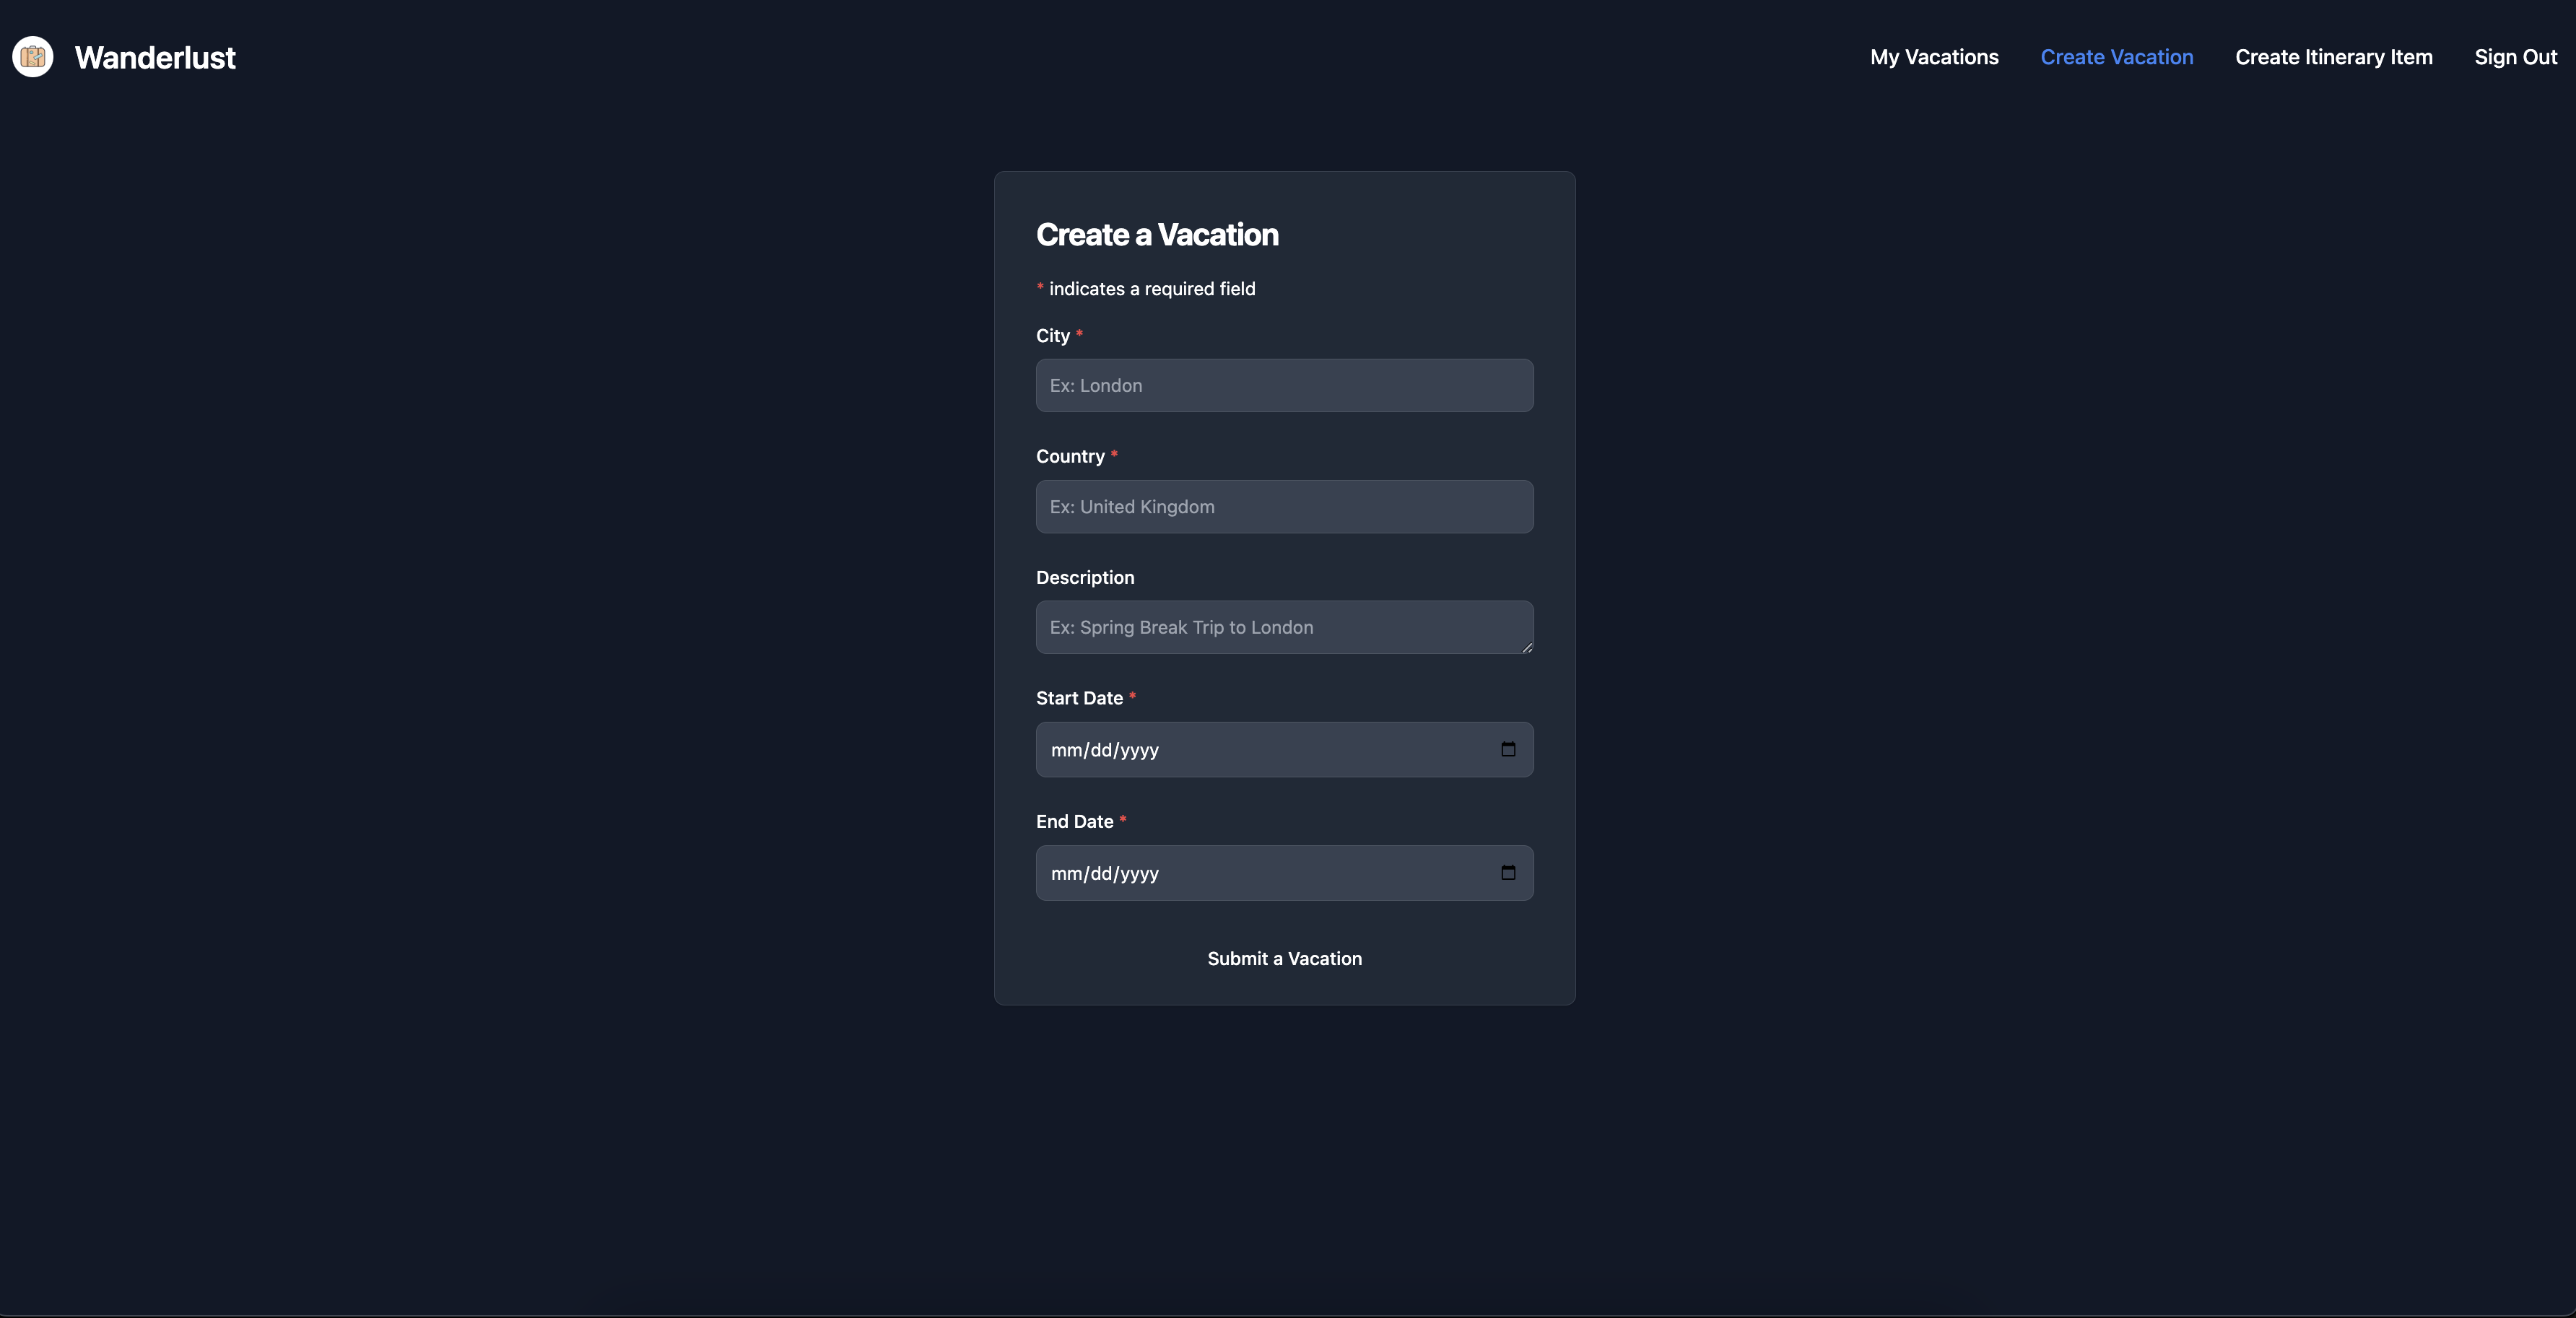 Wanderlust
My Vacations Create Vacation Create Itinerary Item Sign Out
Create a Vacation
* indicates a required field
City *
Ex: London
Country *
Ex: United Kingdom
Description
Ex: Spring Break Trip to London
Start Date *
mm/dd/yyyy
End Date *
mm/dd/yyyy
Submit a Vacation